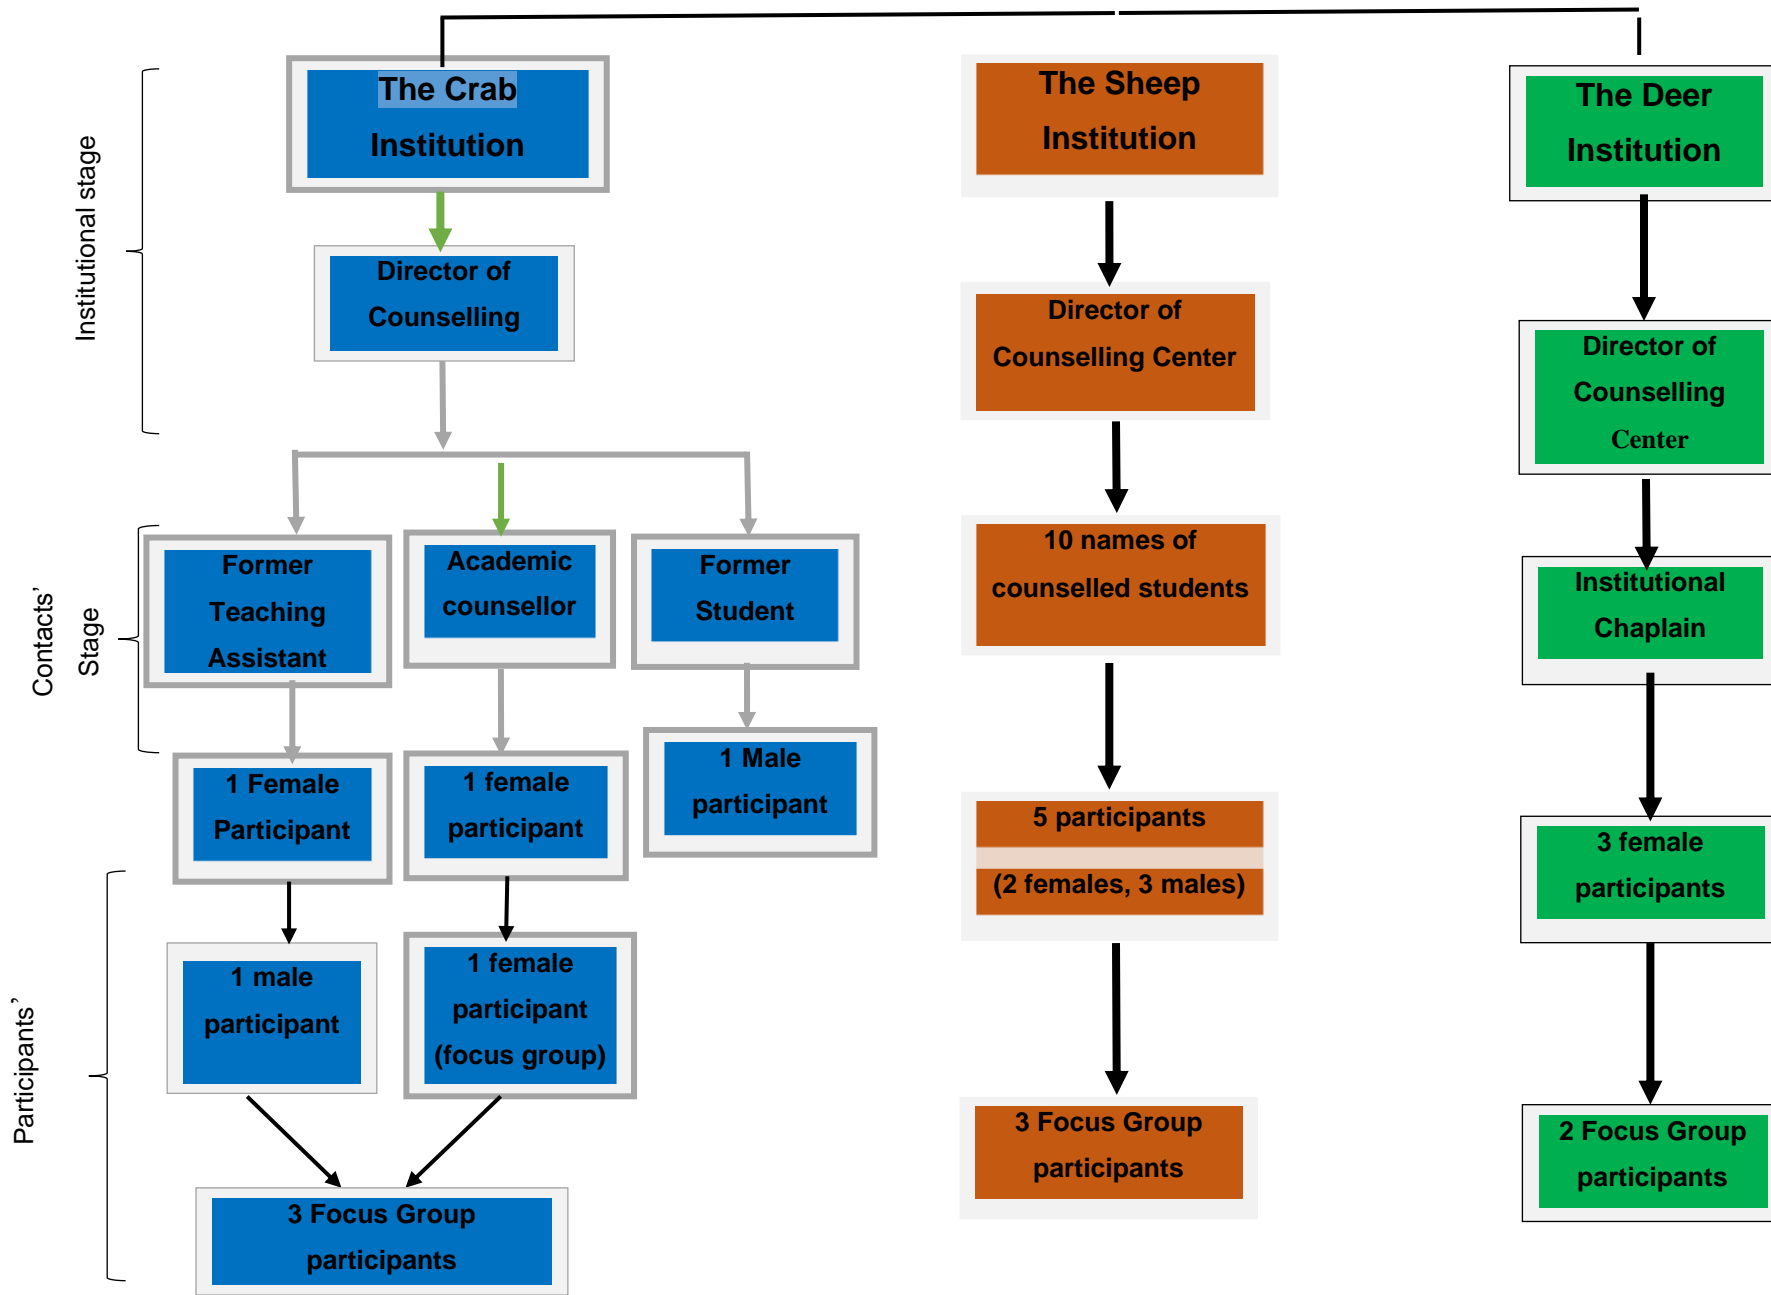 Institutional stage
Contacts'
Stage
Participants'
The Crab
Institution
Director of
Counselling
Former
Teaching
Assistant
Academic
counsellor
Former
Student
1 Female
Participant
1 female
participant
1 Male
participant
1 male
participant
1 female
participant
(focus group)
3 Focus Group
participants
The Sheep
Institution
Director of
Counselling Center
10 names of
counselled students
5 participants
(2 females, 3 males)
3 Focus Group
participants
The Deer
Institution
Director of
Counselling
Center
Institutional
Chaplain
3 female
participants
2 Focus Group
participants